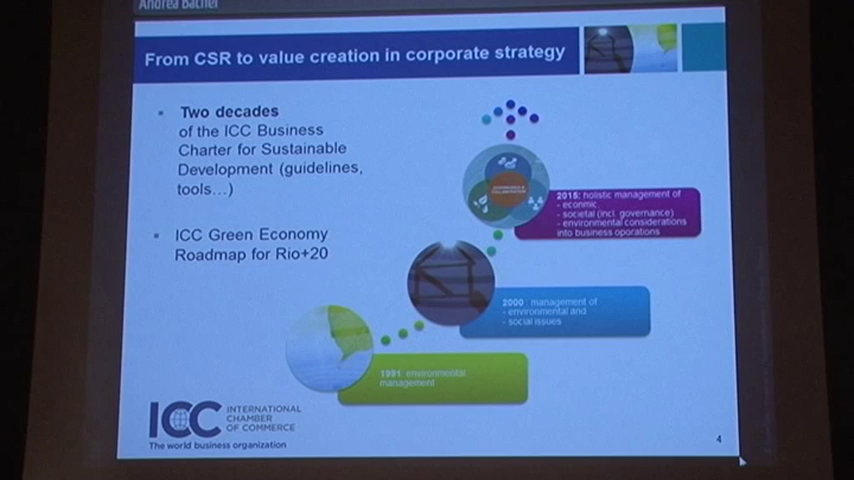 Andrea Bacher
From CSR to value creation in corporate strategy
Two decades
of the ICC Business
Charter for Sustainable
Development (guidelines,
tools…)
ICC Green Economy
Roadmap for Rio+20
2015: holistic management of
- econmic
- societal (incl. governance)
- environmental considerations
into business oporations
2000 : management of
- environmental and
- social issues
1991: environmental
management
ICC INTERNATIONAL
CHAMBER
OF COMMERCE
The world business organization
4